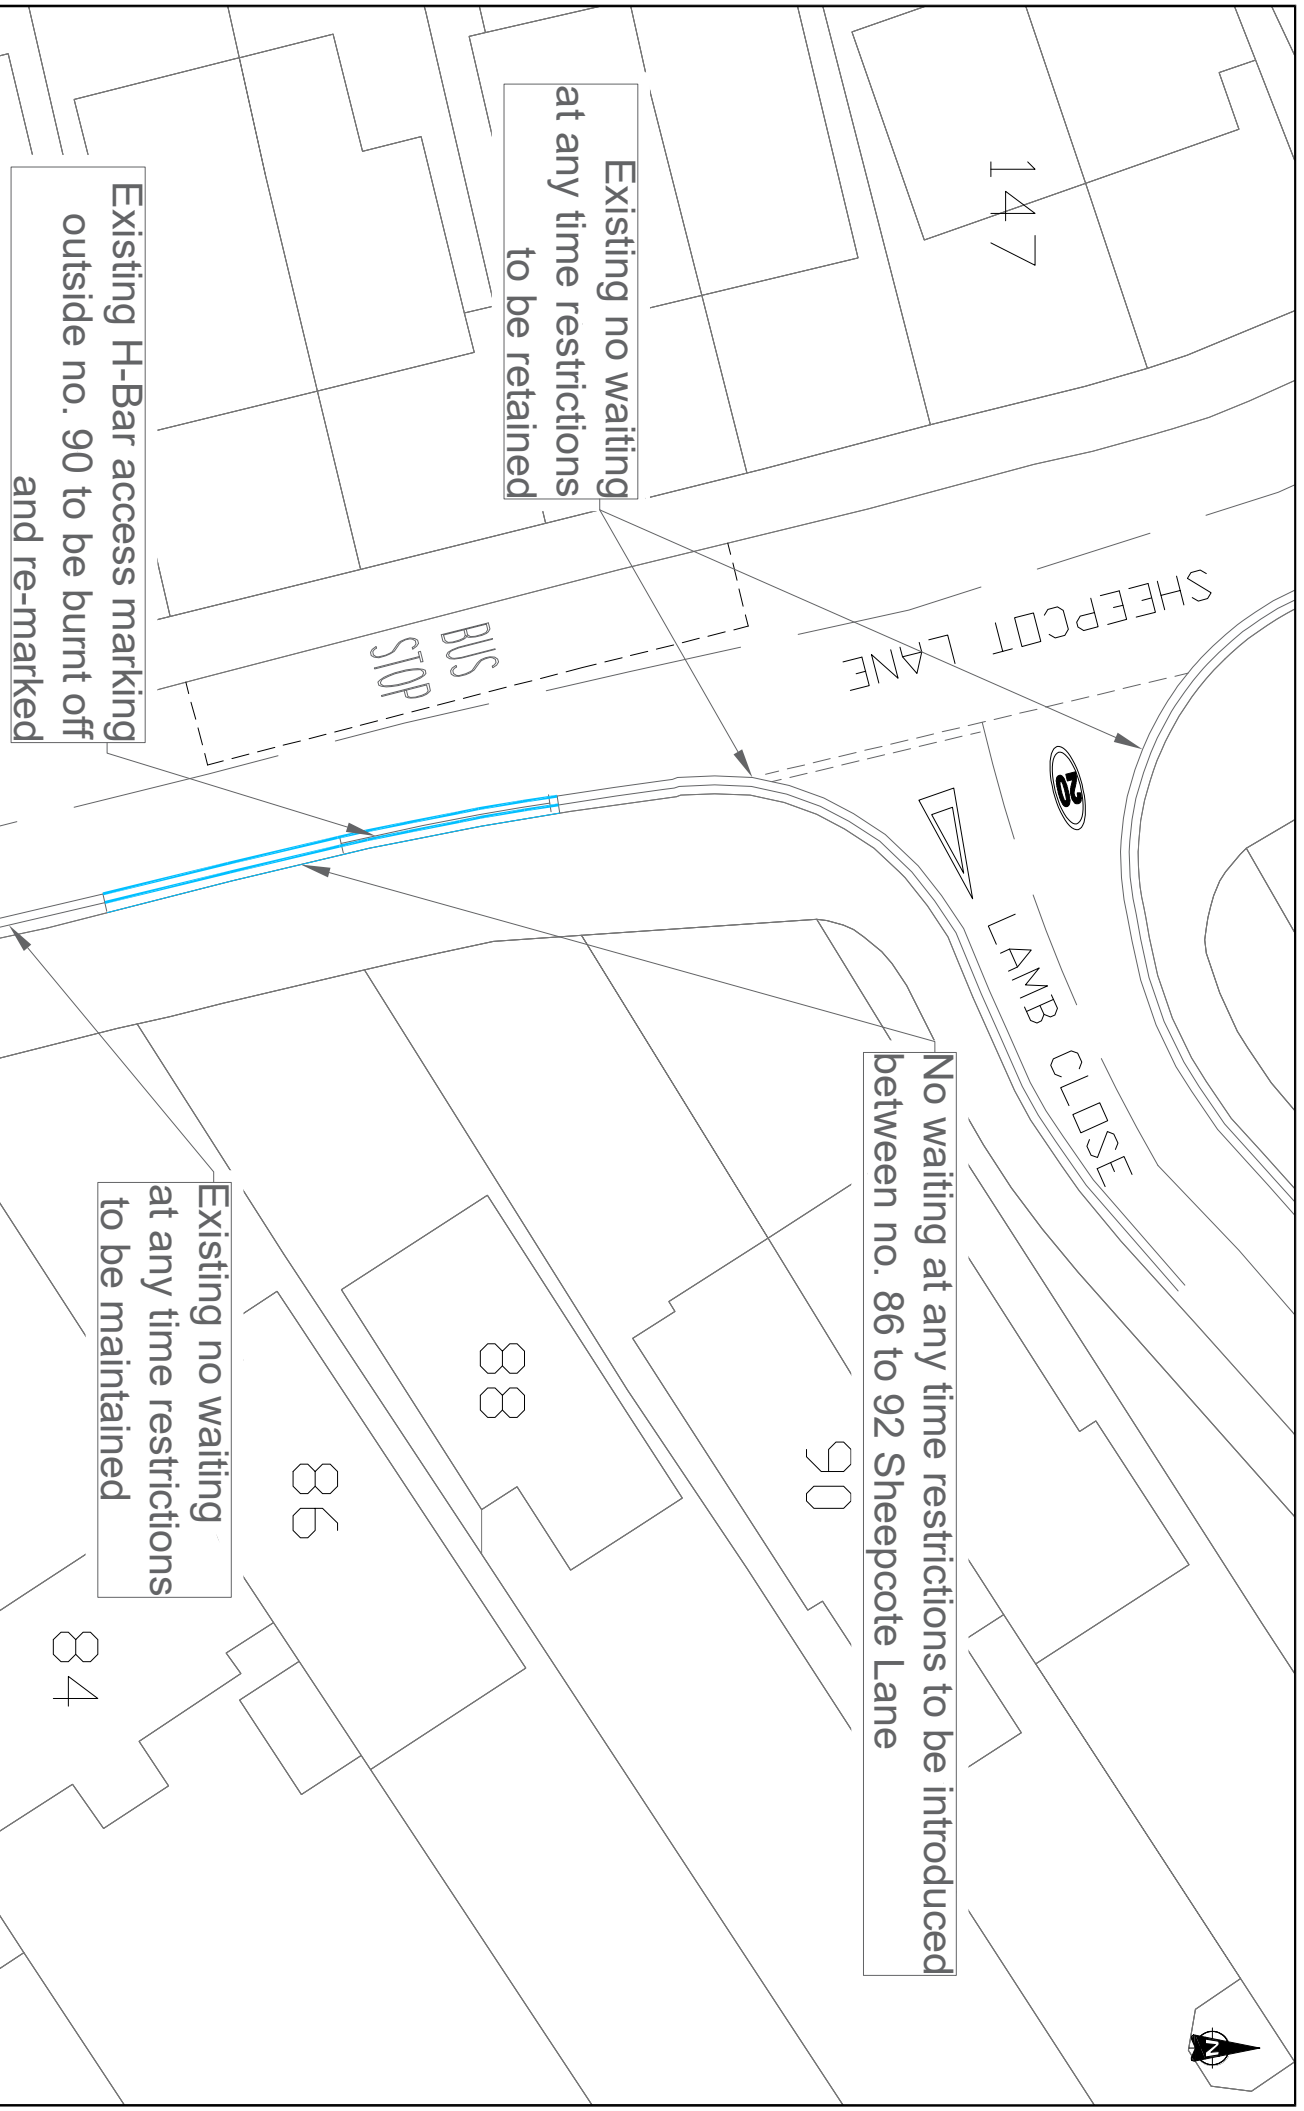 147
Existing no waiting
at any time restrictions
to be retained
SHEEPCOT LANE
20
BUS
STOP
LAMB CLOSE
Existing H-Bar access marking
outside no. 90 to be burnt off
and re-marked
No waiting at any time restrictions to be introduced
between no. 86 to 92 Sheepcote Lane
Existing no waiting
at any time restrictions
to be maintained
90
88
86
84
N